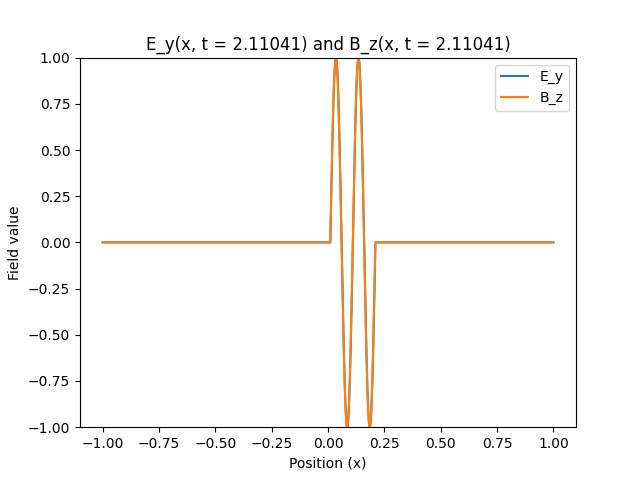 E_y(x, t = 2.11041) and B_z(x, t = 2.11041)
1.00
0.75
0.50
0.25
0.00
−0.25
−0.50
−0.75
−1.00
Field value
E_y
B_z
−1.00 −0.75 −0.50 −0.25 0.00 0.25 0.50 0.75 1.00
Position (x)